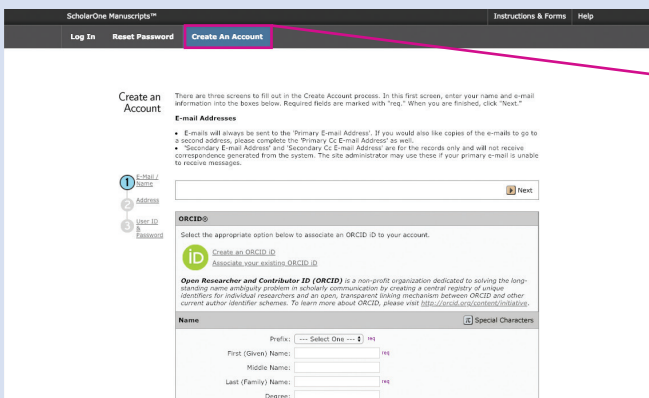 ScholarOne Manuscripts™ Instructions & Forms Help
Log In Reset Password Create An Account
Create an
Account
There are three screens to fill out in the Create Account process. In this first screen, enter your name and e-mail
information into the boxes below. Required fields are marked with "req." When you are finished, click "Next."
E-mail Addresses
• E-mails will always be sent to the 'Primary E-mail Address'. If you would also like copies of the e-mails to go to
a second address, please complete the 'Primary Cc E-mail Address' as well.
• 'Secondary E-mail Address' and 'Secondary Cc E-mail Address' are for the records only and will not receive
correspondence generated from the system. The site administrator may use these if your primary e-mail is unable
to receive messages.
1 E-Mail /
Name
2 Address
3 User ID
&
Password
Next
ORCID®
Select the appropriate option below to associate an ORCID iD to your account.
iD
Create an ORCID iD
Associate your existing ORCID iD
Open Researcher and Contributor ID (ORCID) is a non-profit organization dedicated to solving the long-
standing name ambiguity problem in scholarly communication by creating a central registry of unique
identifiers for individual researchers and an open, transparent linking mechanism between ORCID and other
current author identifier schemes. To learn more about ORCID, please visit http://orcid.org/content/initiative.
Name Special Characters
Prefix: --- Select One --- req
First (Given) Name: req
Middle Name:
Last (Family) Name: req
Degree: